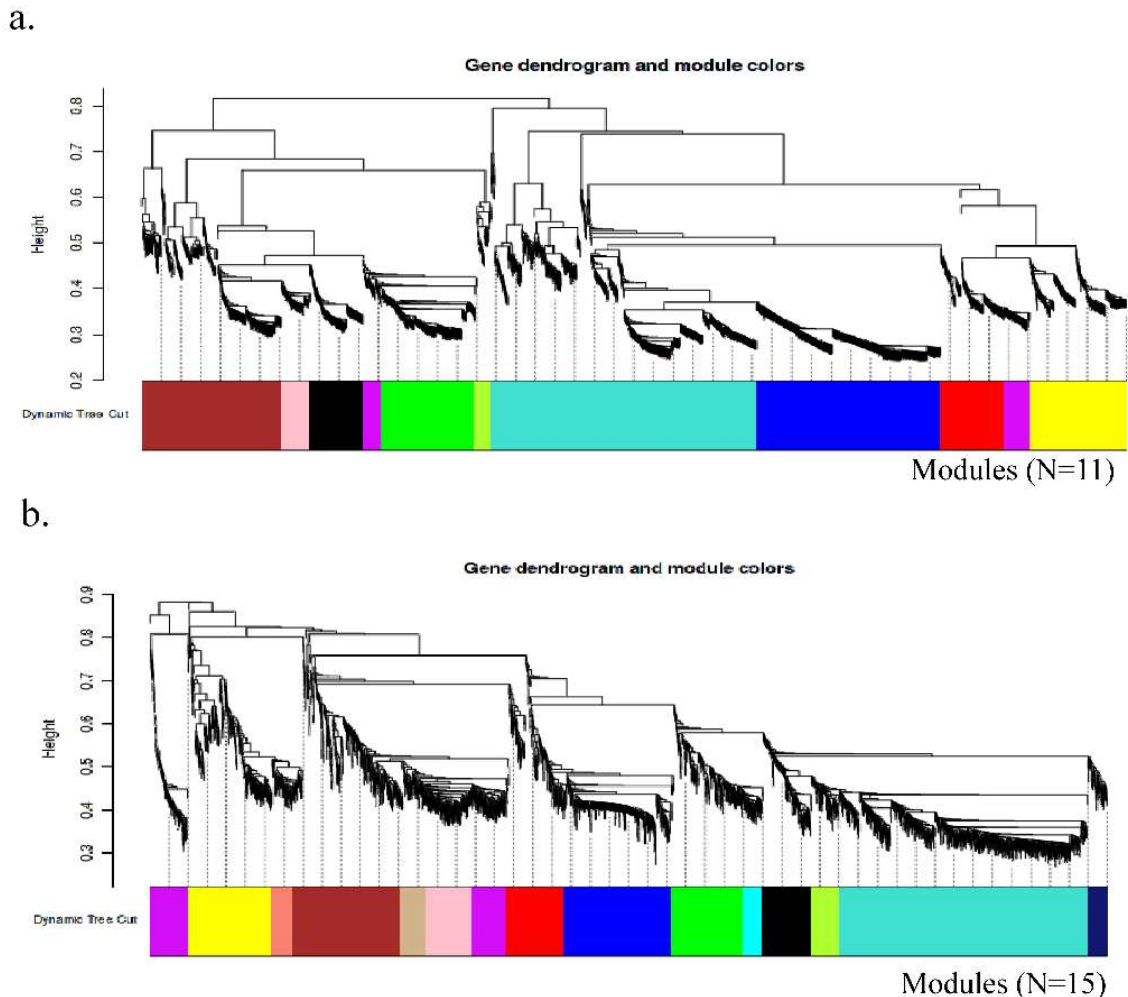 a.
Gene dendrogram and module colors
0.8
0.7
0.6
0.5
0.4
0.3
0.2
Height
Dynamic Tree Cut
Modules (N=11)
b.
Gene dendrogram and module colors
0.9
0.8
0.7
0.6
0.5
0.4
0.3
Height
Dynamic Tree Cut
Modules (N=15)